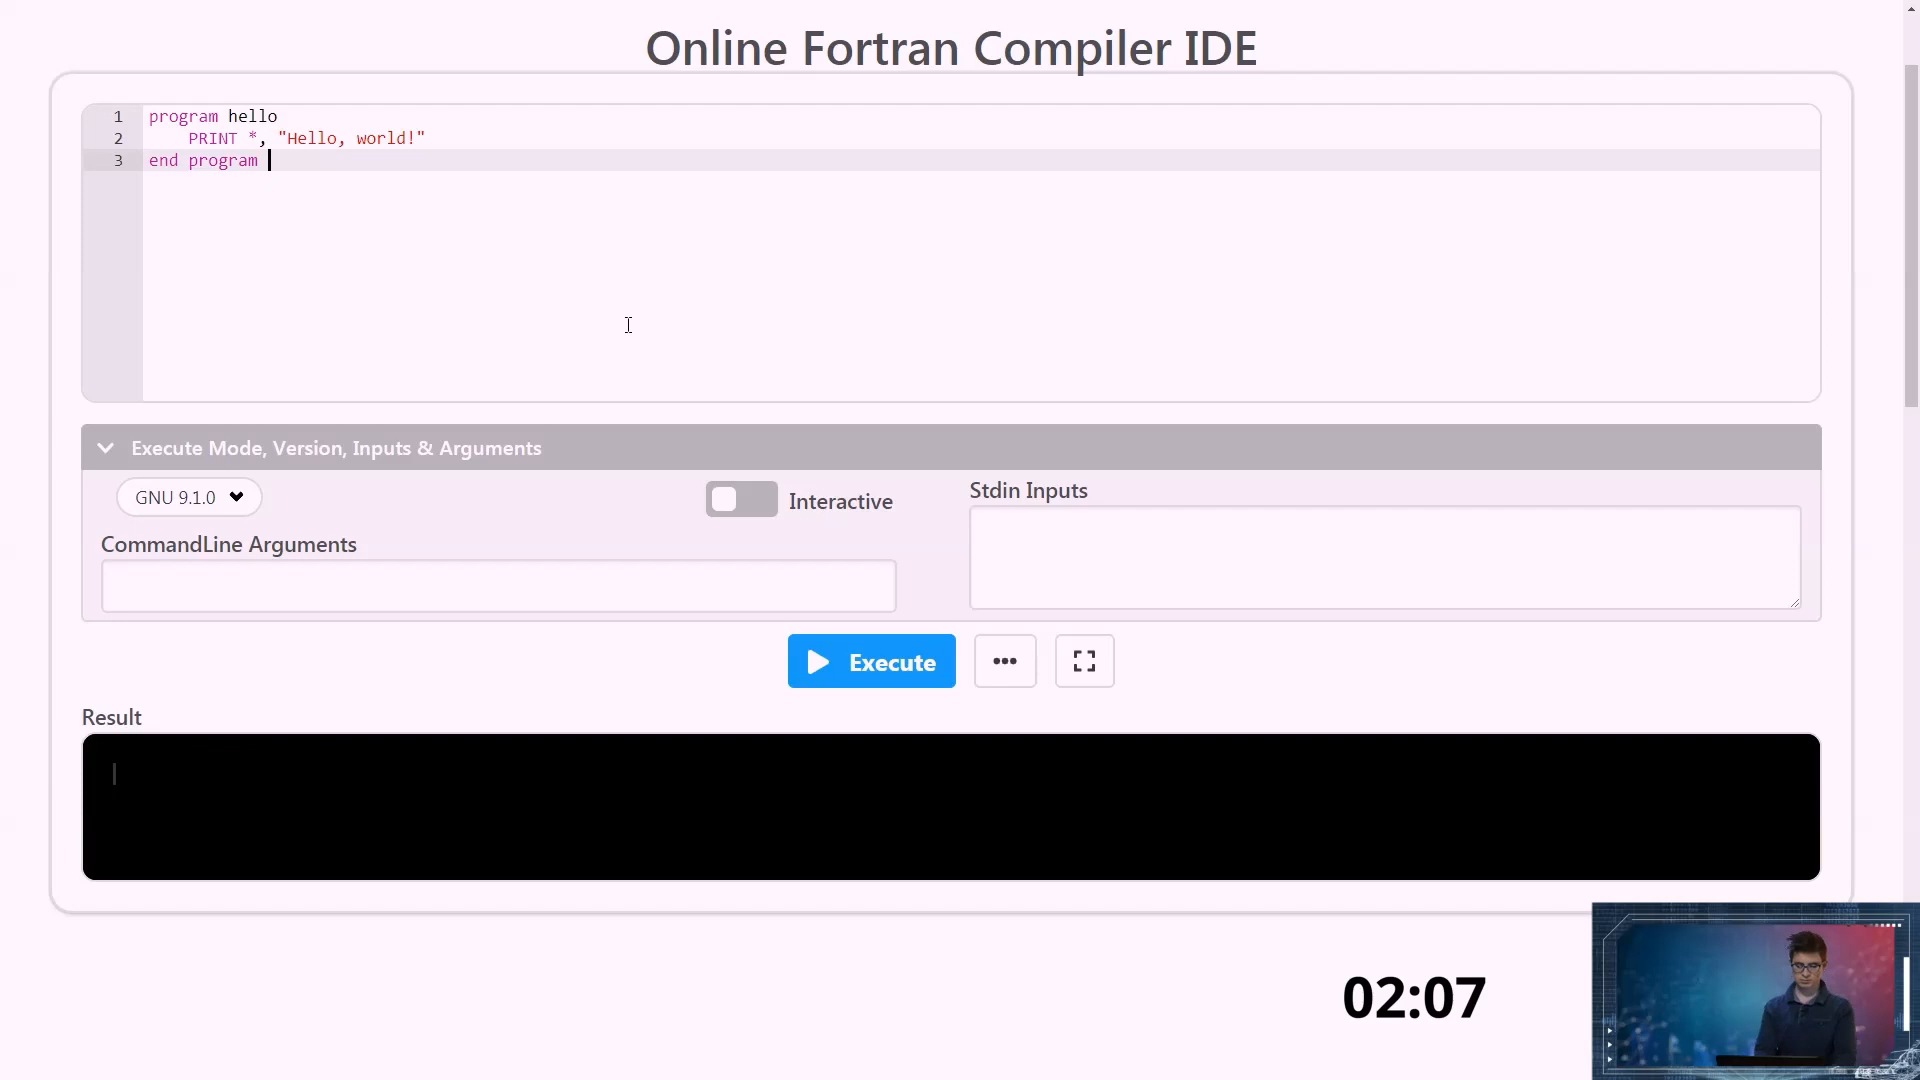 Online Fortran Compiler IDE
1 program hello
2 PRINT *, "Hello, world!"
3 end program
Execute Mode, Version, Inputs & Arguments
GNU 9.1.0
Interactive
Stdin Inputs
CommandLine Arguments
Execute
Result
02:07